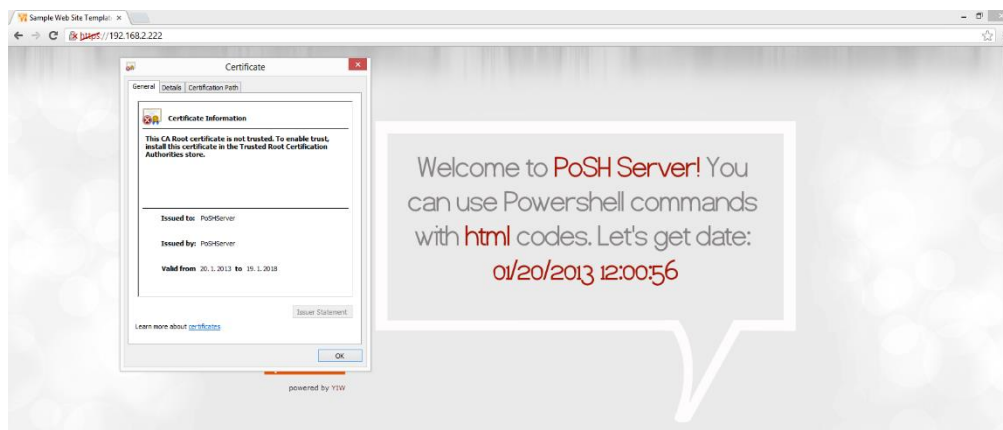 Sample Web Site Templat
https://192.168.2.222
Certificate
General Details Certification Path
Certificate Information
This CA Root certificate is not trusted. To enable trust,
install this certificate in the Trusted Root Certification
Authorities store.
Issued to: PoSHServer
Issued by: PoSHServer
Valid from 20. 1. 2013 to 19. 1. 2018
Issuer Statement
Learn more about certificates
OK
powered by YIW
Welcome to PoSH Server! You
can use Powershell commands
with html codes. Let's get date:
01/20/2013 12:00:56